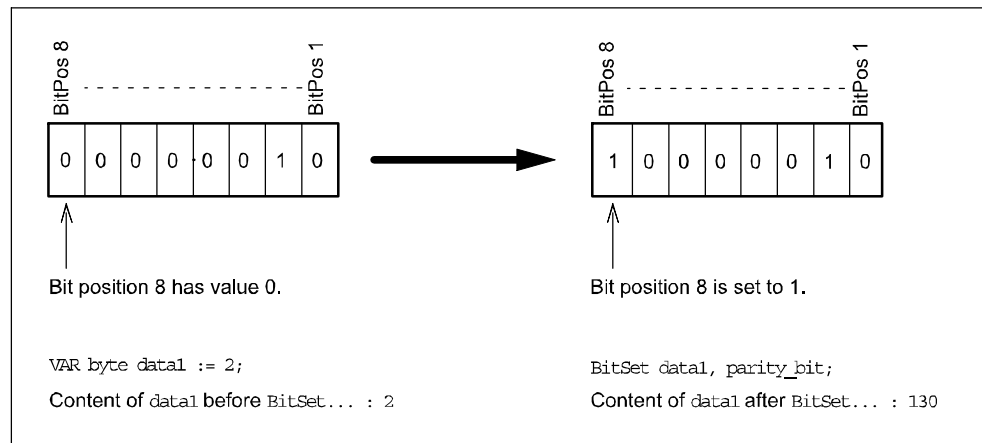 BitPos 8
BitPos 1
BitPos 8
BitPos 1
0 0 0 0 0 0 1 0
1 0 0 0 0 0 1 0
Bit position 8 has value 0.
Bit position 8 is set to 1.
VAR byte data1 := 2;
BitSet data1, parity_bit;
Content of data1 before BitSet... : 2
Content of data1 after BitSet... : 130